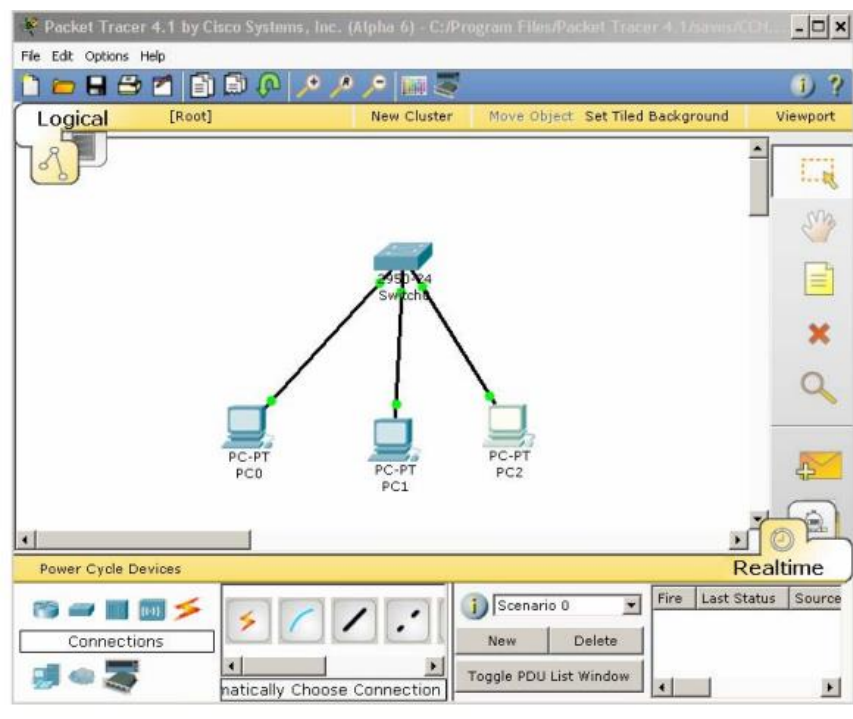 Packet Tracer 4.1 by Cisco Systems, Inc. (Alpha 6) - C:/Program Files/Packet Tracer 4.1/saves/CCN...
File Edit Options Help
Logical [Root] New Cluster Move Object Set Tiled Background Viewport
2950-24
Switch0
PC-PT
PC0
PC-PT
PC1
PC-PT
PC2
Power Cycle Devices Realtime
Scenario 0
Fire Last Status Source
Connections
New Delete
Toggle PDU List Window
natically Choose Connection